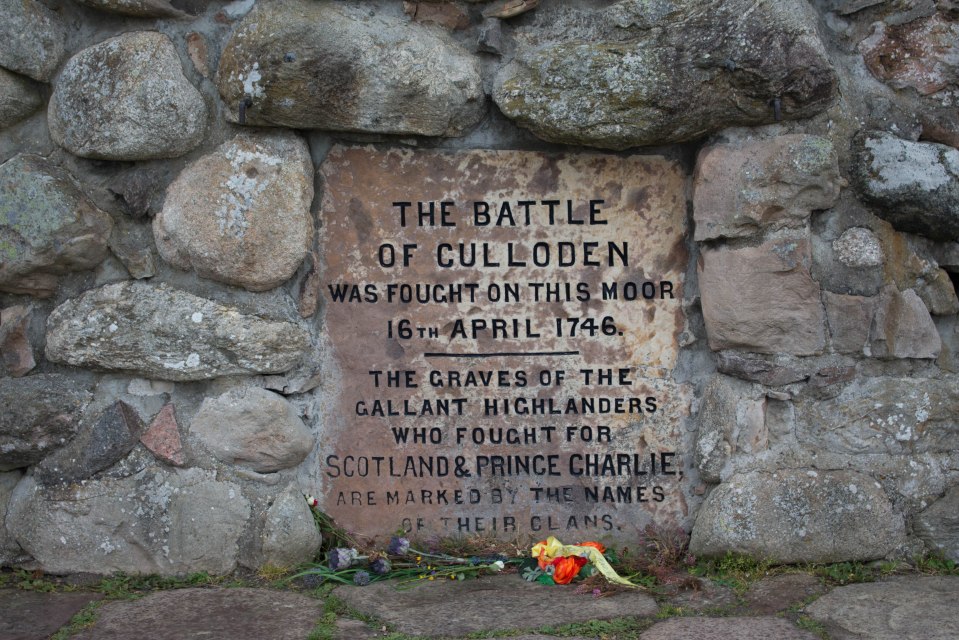 THE BATTLE
OF CULLODEN
WAS FOUGHT ON THIS MOOR
16TH APRIL 1746.
THE GRAVES OF THE
GALLANT HIGHLANDERS
WHO FOUGHT FOR
SCOTLAND & PRINCE CHARLIE,
ARE MARKED BY THE NAMES
OF THEIR CLANS.